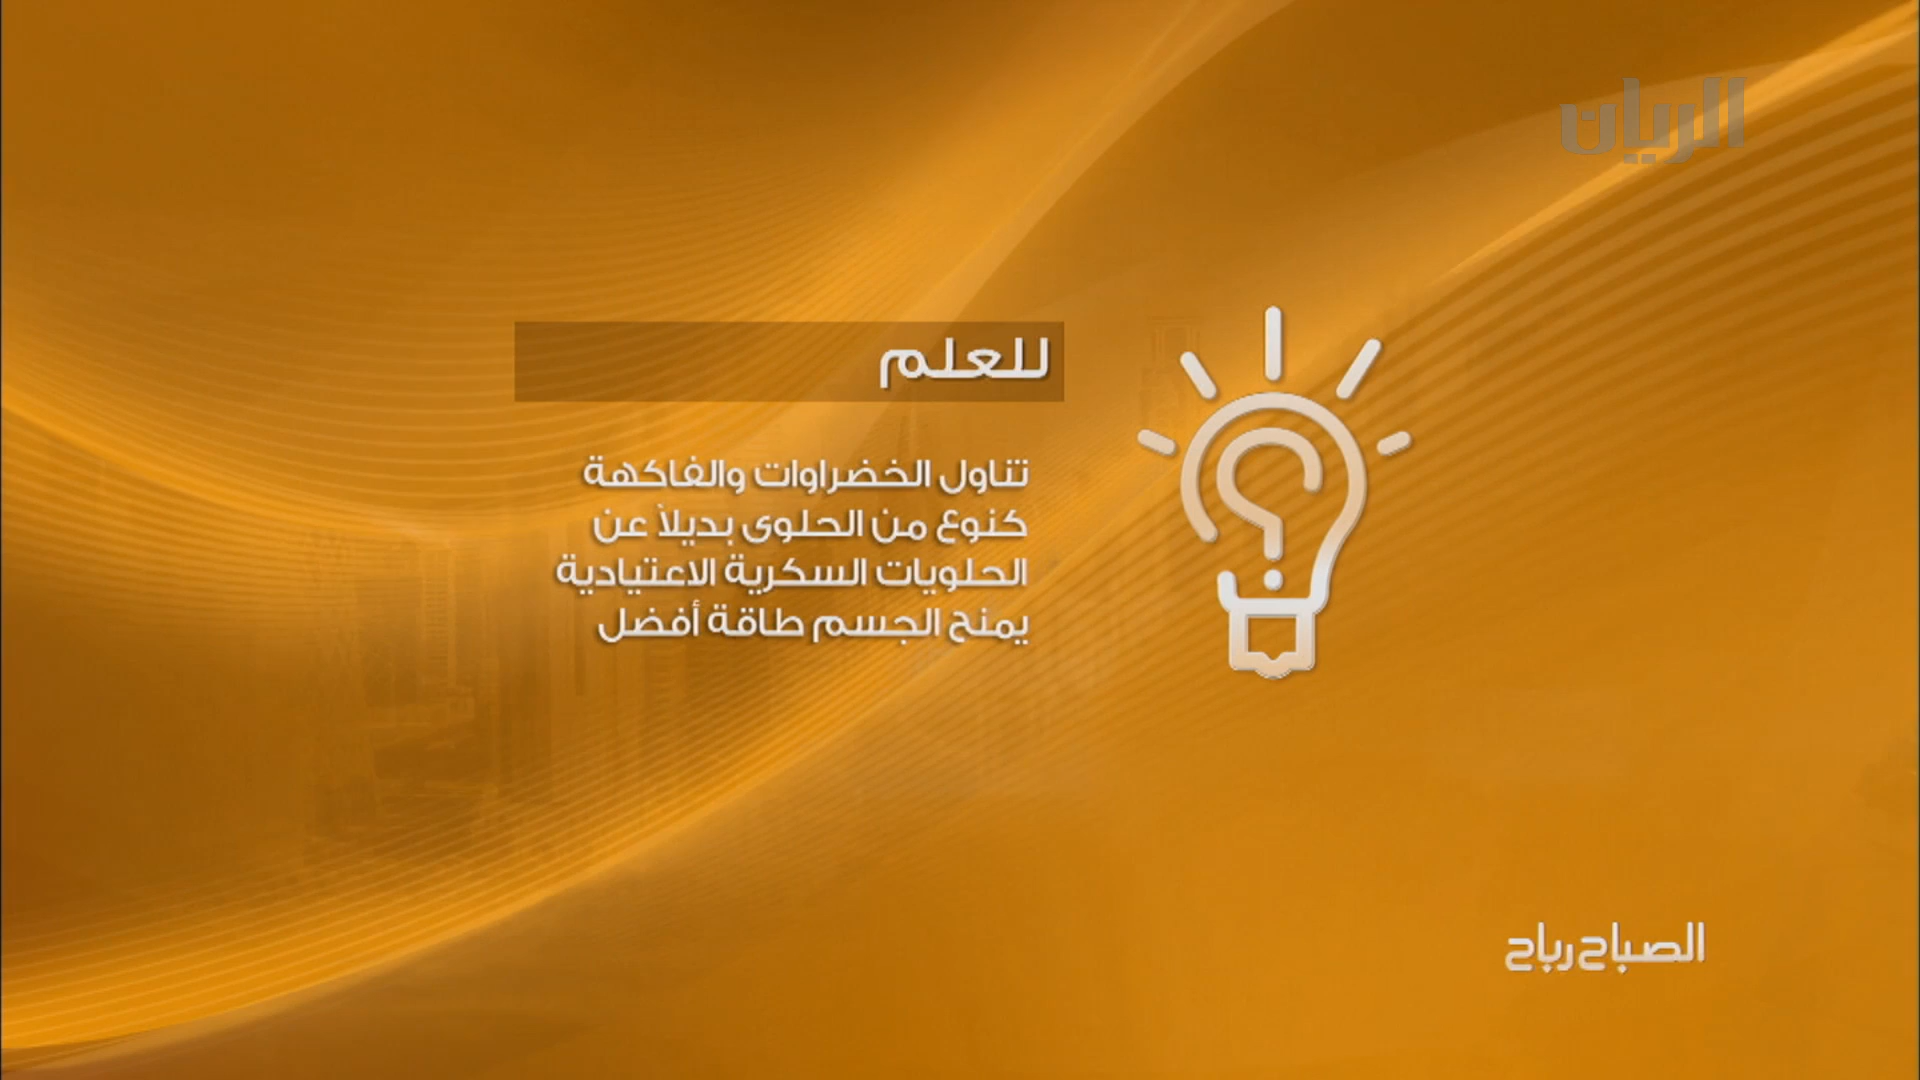 الريان
للعلم
تناول الخضراوات والفاكهة
كنوع من الحلوى بديلاً عن
الحلويات السكرية الاعتيادية
يمنح الجسم طاقة أفضل
الصباح رباح